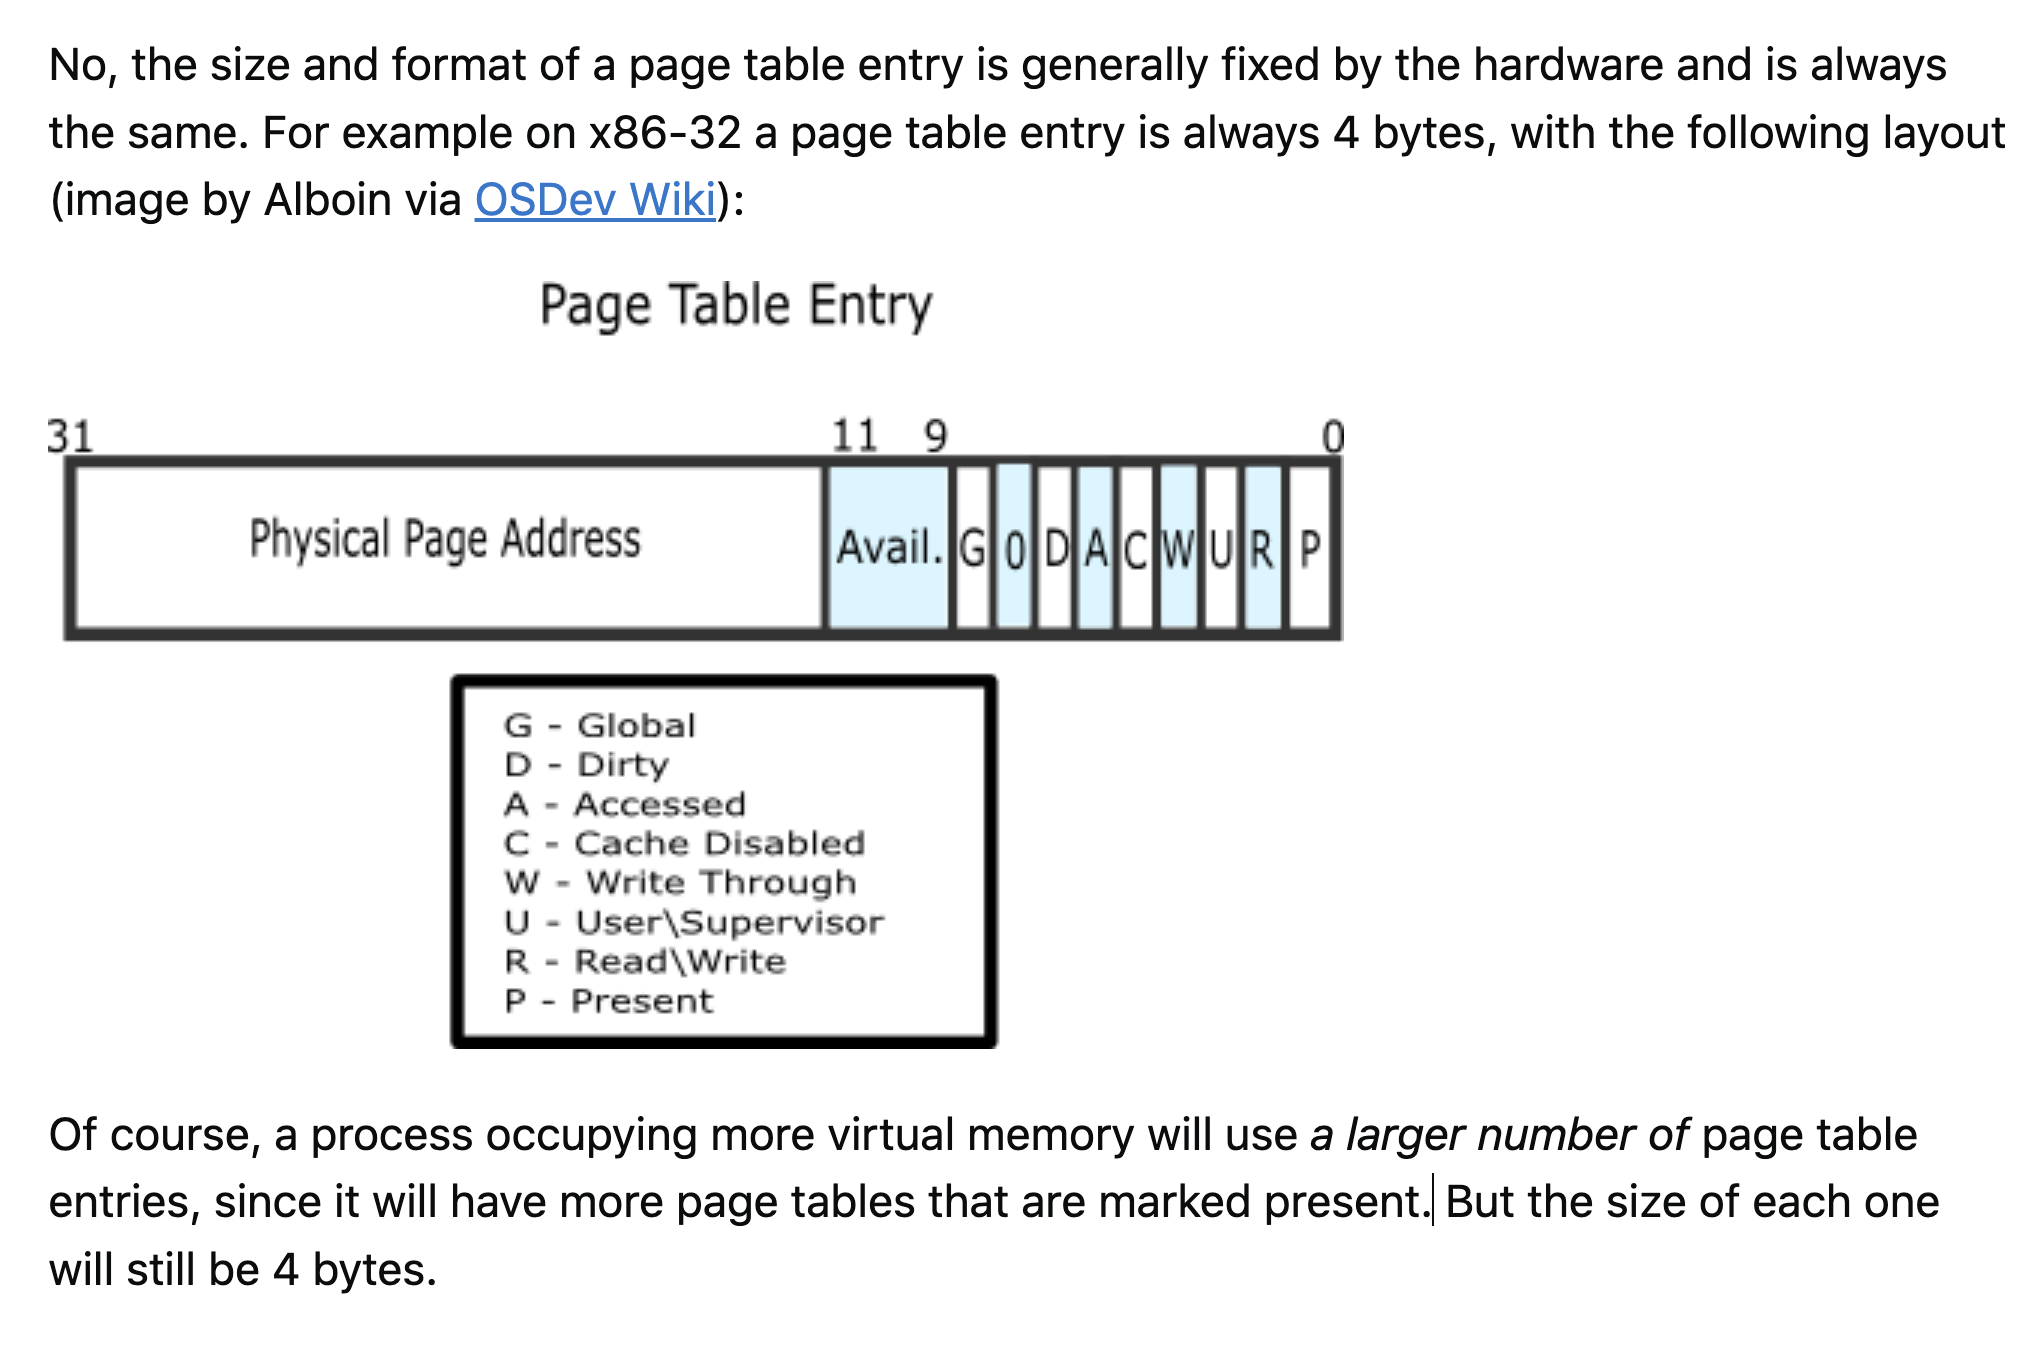 No, the size and format of a page table entry is generally fixed by the hardware and is always
the same. For example on x86-32 a page table entry is always 4 bytes, with the following layout
(image by Alboin via OSDev Wiki):
Page Table Entry
31 11 9 0
Physical Page Address Avail. G 0 D A C W U R P
G - Global
D - Dirty
A - Accessed
C - Cache Disabled
W - Write Through
U - User\Supervisor
R - Read\Write
P - Present
Of course, a process occupying more virtual memory will use a larger number of page table
entries, since it will have more page tables that are marked present. But the size of each one
will still be 4 bytes.